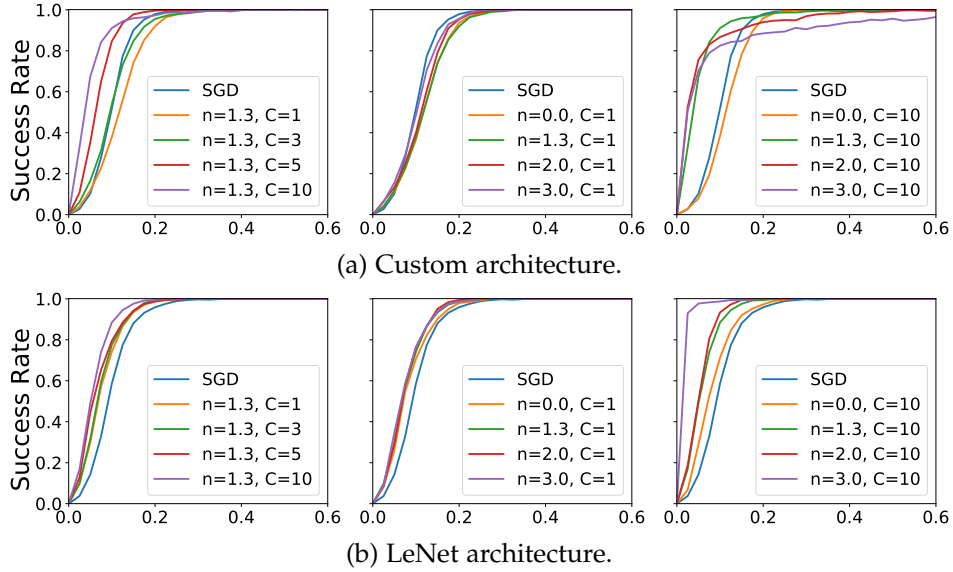 Success Rate
1.0
0.8
0.6
0.4
0.2
0.0
SGD
n=1.3, C=1
n=1.3, C=3
n=1.3, C=5
n=1.3, C=10
0.0 0.2 0.4 0.6
SGD
n=0.0, C=1
n=1.3, C=1
n=2.0, C=1
n=3.0, C=1
0.0 0.2 0.4 0.6
SGD
n=0.0, C=10
n=1.3, C=10
n=2.0, C=10
n=3.0, C=10
0.0 0.2 0.4 0.6
(a) Custom architecture.
Success Rate
1.0
0.8
0.6
0.4
0.2
0.0
SGD
n=1.3, C=1
n=1.3, C=3
n=1.3, C=5
n=1.3, C=10
0.0 0.2 0.4 0.6
SGD
n=0.0, C=1
n=1.3, C=1
n=2.0, C=1
n=3.0, C=1
0.0 0.2 0.4 0.6
SGD
n=0.0, C=10
n=1.3, C=10
n=2.0, C=10
n=3.0, C=10
0.0 0.2 0.4 0.6
(b) LeNet architecture.